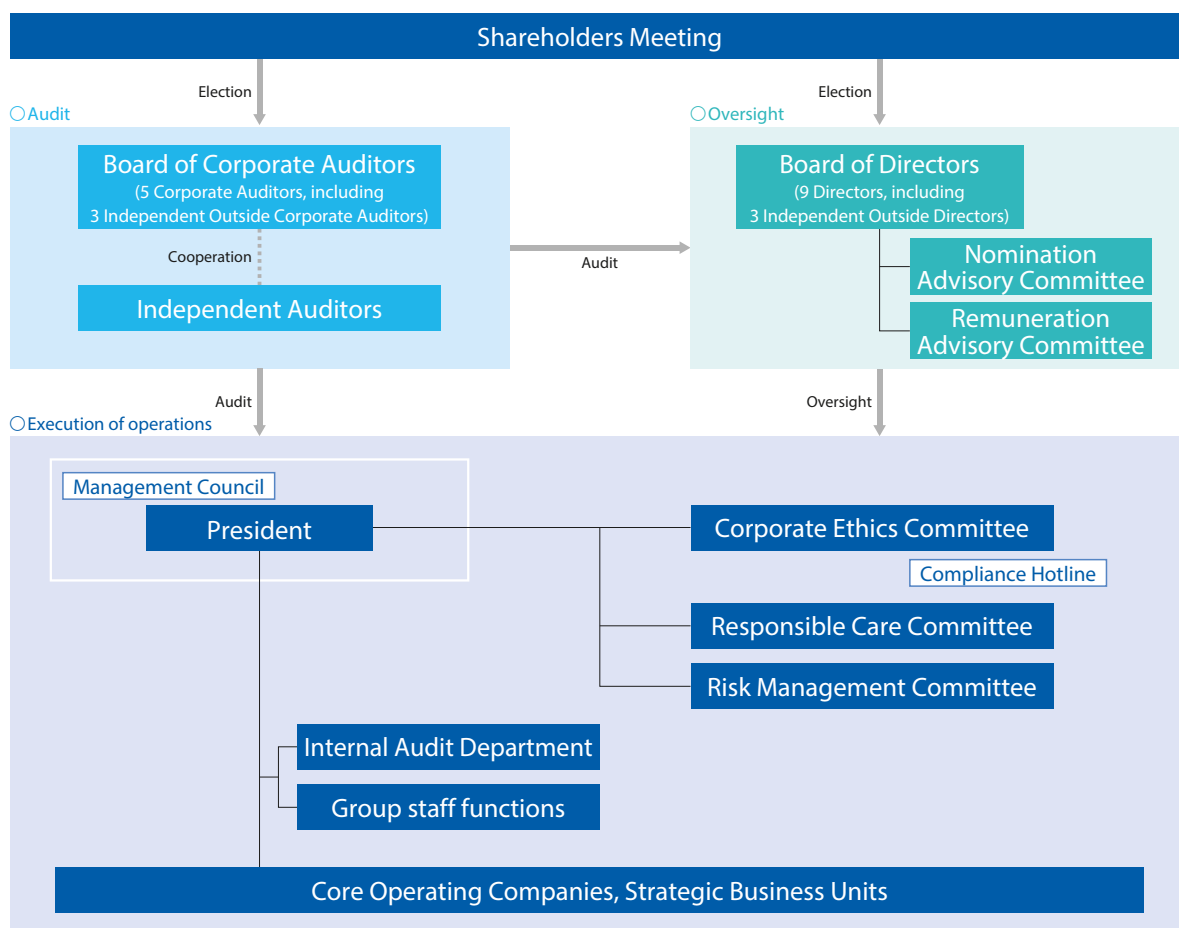 Shareholders Meeting
Election
Election
○Audit
○Oversight
Board of Corporate Auditors
(5 Corporate Auditors, including
3 Independent Outside Corporate Auditors)
Cooperation
Independent Auditors
Audit
Board of Directors
(9 Directors, including
3 Independent Outside Directors)
Nomination
Advisory Committee
Remuneration
Advisory Committee
Audit
Oversight
○Execution of operations
Management Council
President
Corporate Ethics Committee
Compliance Hotline
Responsible Care Committee
Risk Management Committee
Internal Audit Department
Group staff functions
Core Operating Companies, Strategic Business Units